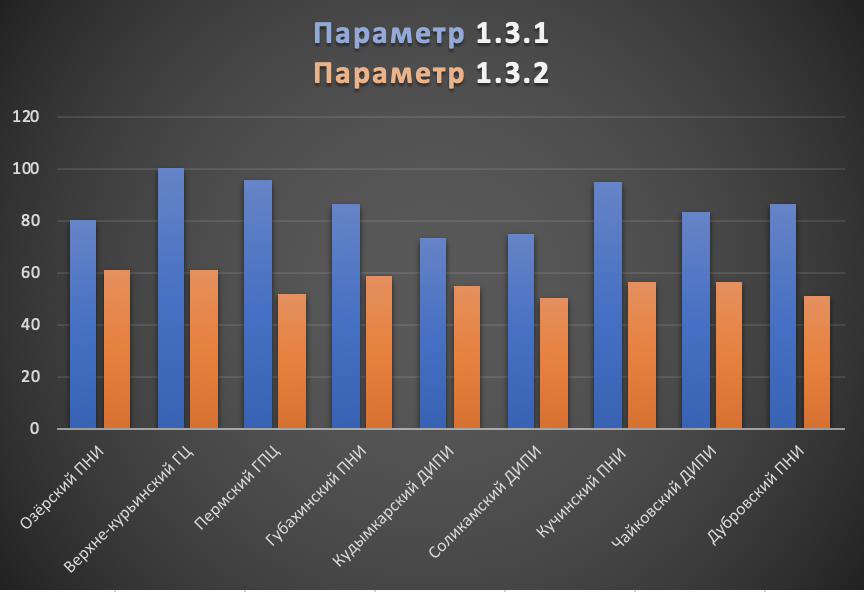 Параметр 1.3.1
Параметр 1.3.2
120
100
80
60
40
20
0
Озёрский ПНИ
Верхне-курьинский ГЦ
Пермский ГПЦ
Губахинский ПНИ
Кудымкарский ДИПИ
Соликамский ДИПИ
Кучинский ПНИ
Чайковский ДИПИ
Дубровский ПНИ